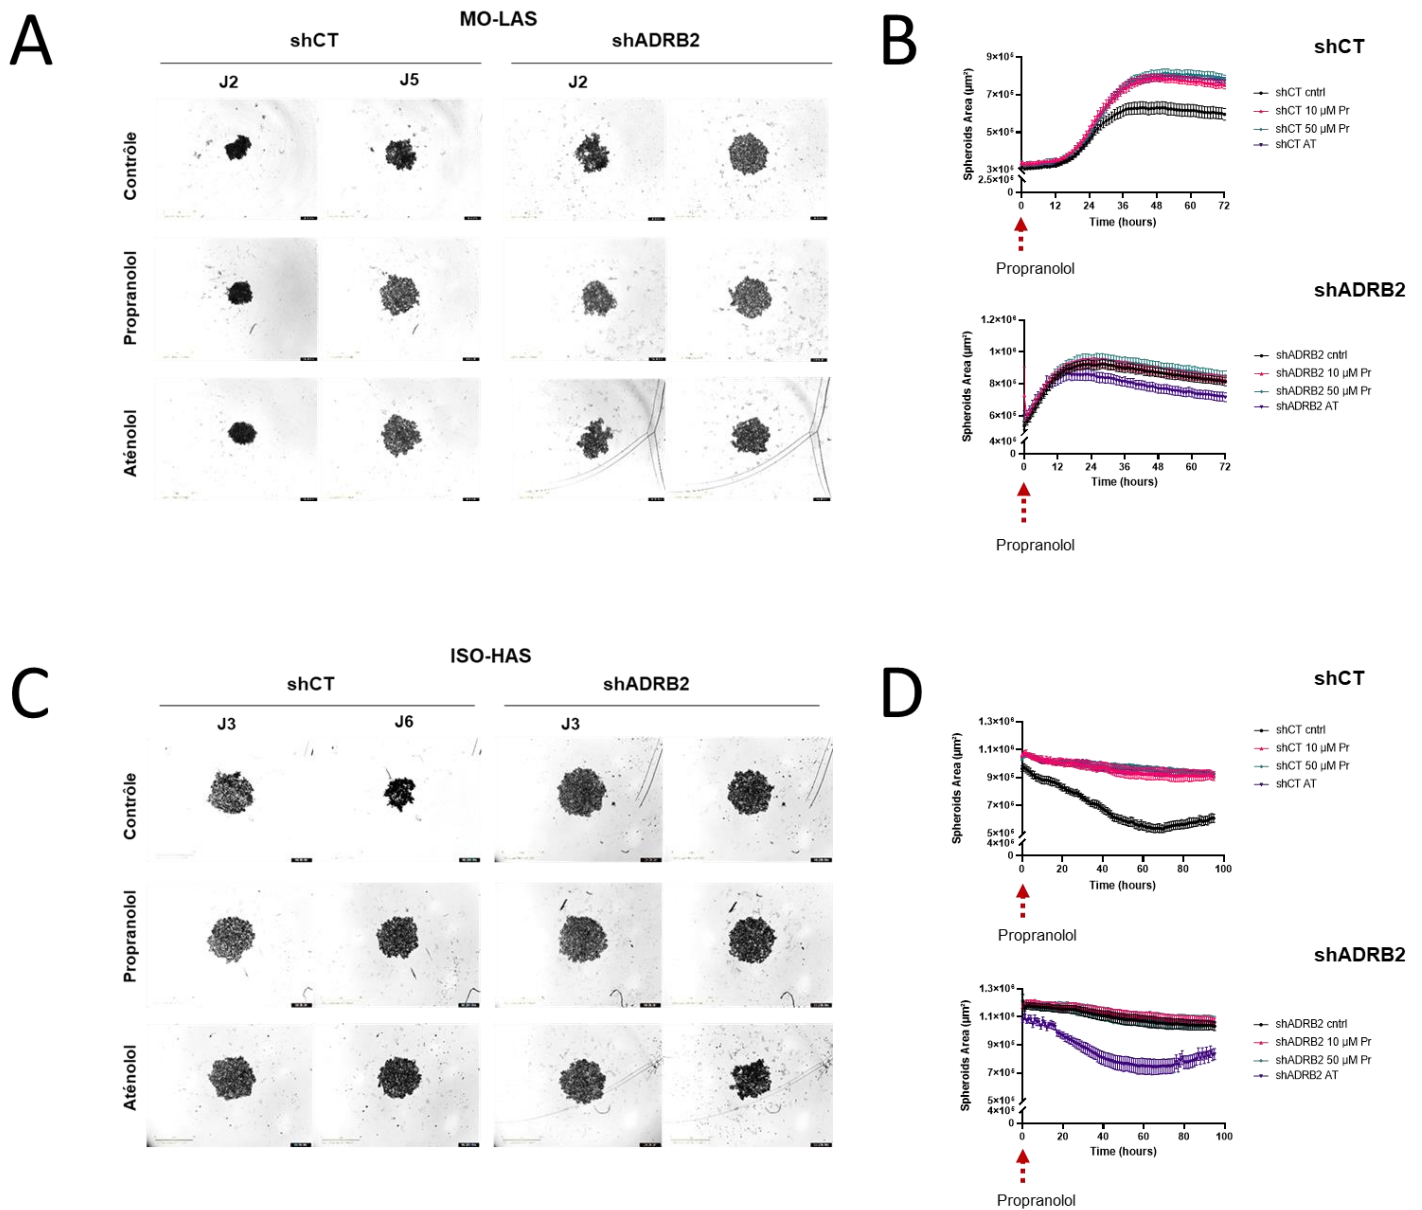 A
MO-LAS
shCT
shADRB2
J2
J5
J2
Contrôle
Propranolol
Aténolol
B
shCT
Spheroids Area (µm²)
9×10⁵
7×10⁵
5×10⁵
3×10⁵
2.5×10⁵
0
0 12 24 36 48 60 72
Time (hours)
shCT cntrl
shCT 10 µM Pr
shCT 50 µM Pr
shCT AT
Propranolol
shADRB2
Spheroids Area (µm²)
1.2×10⁶
1×10⁶
8×10⁵
6×10⁵
4×10⁵
0
0 12 24 36 48 60 72
Time (hours)
shADRB2 cntrl
shADRB2 10 µM Pr
shADRB2 50 µM Pr
shADRB2 AT
Propranolol
C
ISO-HAS
shCT
shADRB2
J3
J6
J3
Contrôle
Propranolol
Aténolol
D
shCT
Spheroids Area (µm²)
1.3×10⁶
1.1×10⁶
9×10⁵
7×10⁵
5×10⁵
4×10⁵
0
0 20 40 60 80 100
Time (hours)
shCT cntrl
shCT 10 µM Pr
shCT 50 µM Pr
shCT AT
Propranolol
shADRB2
Spheroids Area (µm²)
1.3×10⁶
1.1×10⁶
9×10⁵
7×10⁵
5×10⁵
4×10⁵
0
0 20 40 60 80 100
Time (hours)
shADRB2 cntrl
shADRB2 10 µM Pr
shADRB2 50 µM Pr
shADRB2 AT
Propranolol